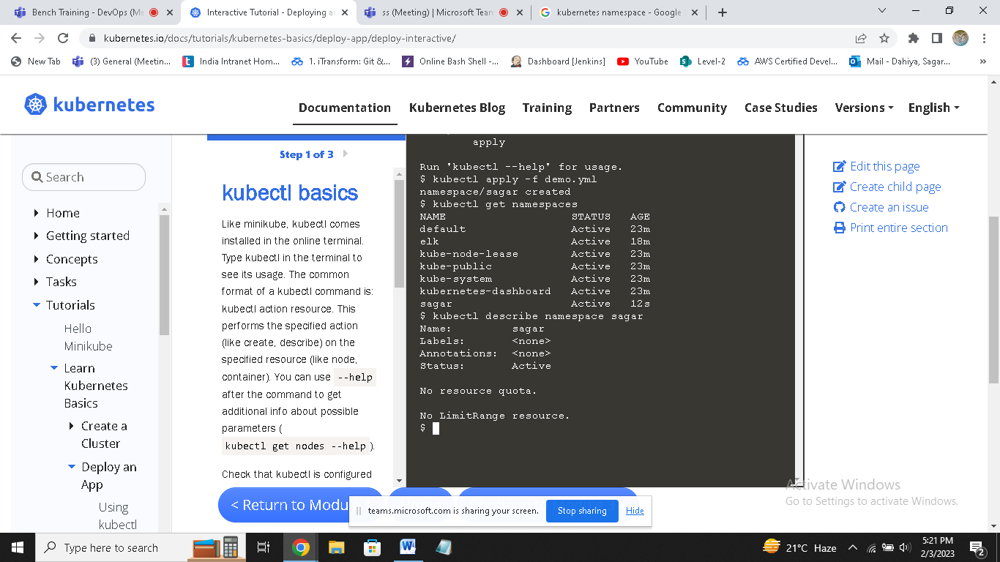 Bench Training - DevOps (Me
Interactive Tutorial - Deploying a
ss (Meeting) | Microsoft Team
kubernetes namespace - Google
kubernetes.io/docs/tutorials/kubernetes-basics/deploy-app/deploy-interactive/
New Tab
(3) General (Meetin...
India Intranet Hom...
1. iTransform: Git &...
Online Bash Shell -...
Dashboard [Jenkins]
YouTube
Level-2
AWS Certified Devel...
Mail - Dahiya, Sagar...
»
kubernetes
Documentation
Kubernetes Blog
Training
Partners
Community
Case Studies
Versions
English
Search
Home
Getting started
Concepts
Tasks
Tutorials
Hello
Minikube
Learn
Kubernetes
Basics
Create a
Cluster
Deploy an
App
Using
kubectl
Step 1 of 3
kubectl basics
Like minikube, kubectl comes
installed in the online terminal.
Type kubectl in the terminal to
see its usage. The common
format of a kubectl command is:
kubectl action resource. This
performs the specified action
(like create, describe) on the
specified resource (like node,
container). You can use --help
after the command to get
additional info about possible
parameters (
kubectl get nodes --help ).
Check that kubectl is configured
< Return to Modu
apply
Run 'kubectl --help' for usage.
$ kubectl apply -f demo.yml
namespace/sagar created
$ kubectl get namespaces
NAME STATUS AGE
default Active 23m
elk Active 18m
kube-node-lease Active 23m
kube-public Active 23m
kube-system Active 23m
kubernetes-dashboard Active 23m
sagar Active 12s
$ kubectl describe namespace sagar
Name: sagar
Labels: <none>
Annotations: <none>
Status: Active
No resource quota.
No LimitRange resource.
$
Edit this page
Create child page
Create an issue
Print entire section
Activate Windows
Go to Settings to activate Windows.
teams.microsoft.com is sharing your screen.
Stop sharing
Hide
Type here to search
21°C Haze
5:21 PM
2/3/2023
2